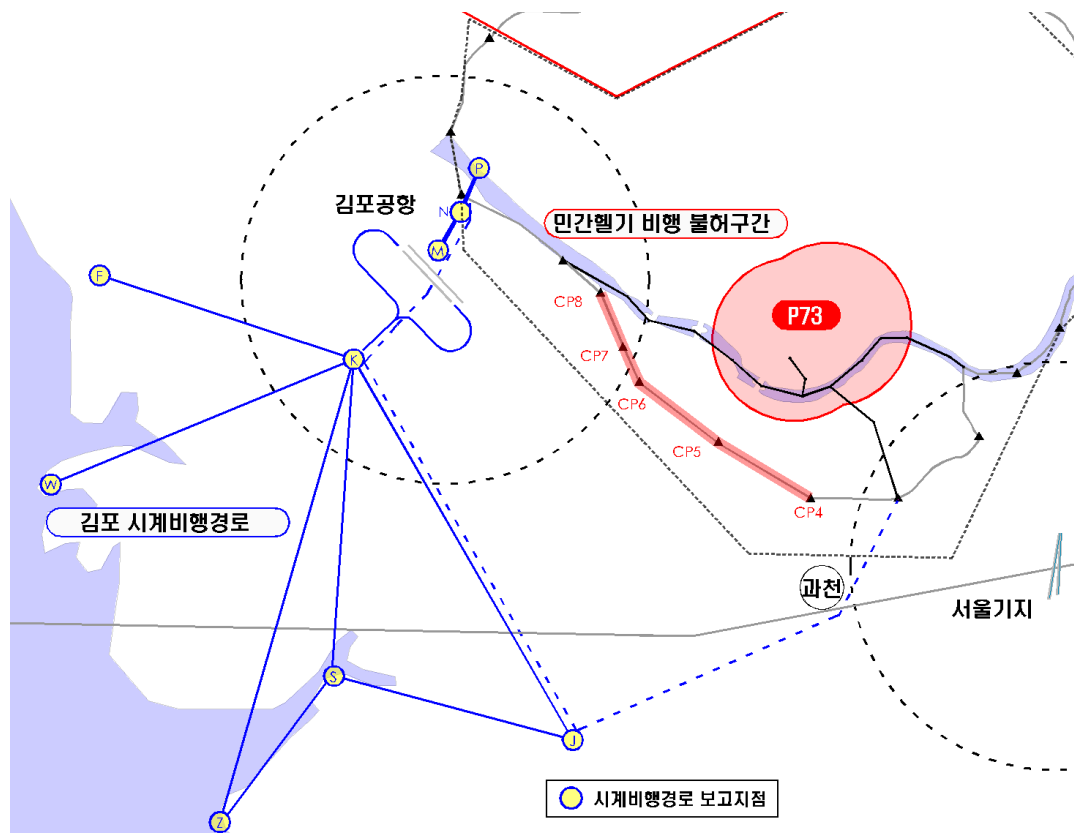 P
김포공항
N
M
민간헬기 비행 불허구간
F
CP8
P73
K
CP7
CP6
CP5
W
CP4
김포 시계비행경로
과천
서울기지
S
J
시계비행경로 보고지점
Z